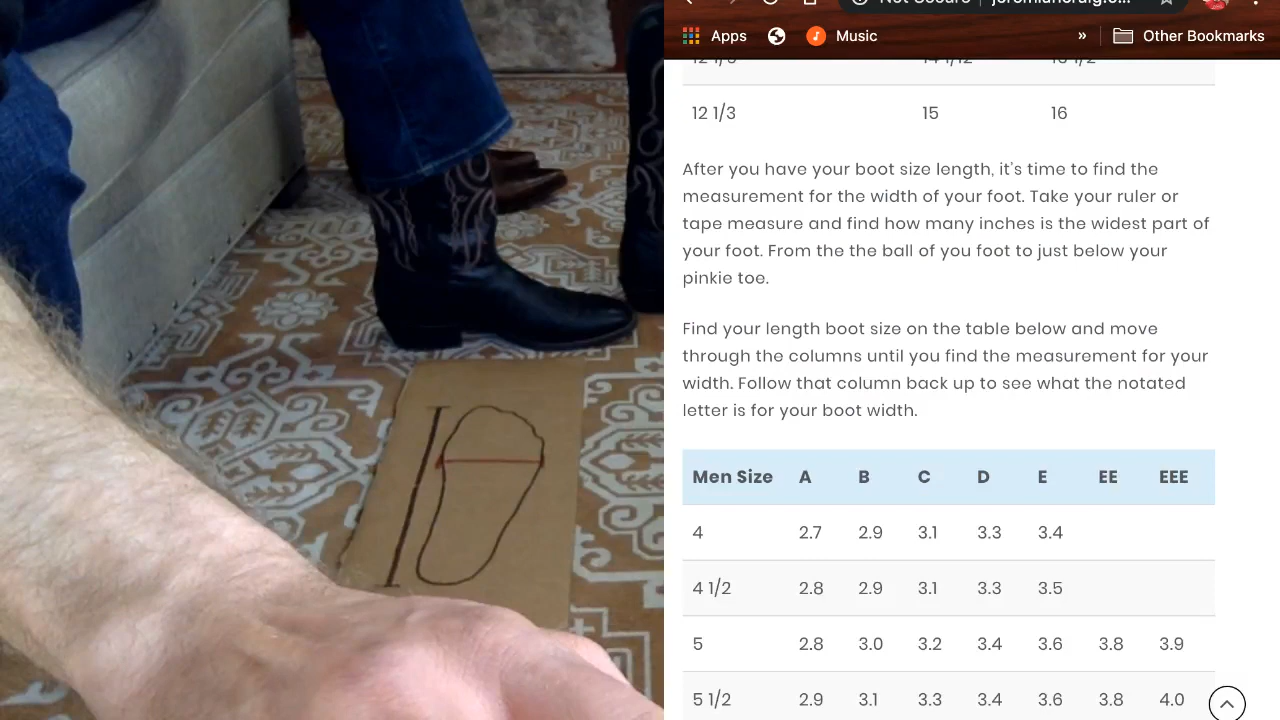 Apps Music » Other Bookmarks
12 1/3 15 16
After you have your boot size length, it's time to find the
measurement for the width of your foot. Take your ruler or
tape measure and find how many inches is the widest part of
your foot. From the the ball of you foot to just below your
pinkie toe.
Find your length boot size on the table below and move
through the columns until you find the measurement for your
width. Follow that column back up to see what the notated
letter is for your boot width.
Men Size A B C D E EE EEE
4 2.7 2.9 3.1 3.3 3.4
4 1/2 2.8 2.9 3.1 3.3 3.5
5 2.8 3.0 3.2 3.4 3.6 3.8 3.9
5 1/2 2.9 3.1 3.3 3.4 3.6 3.8 4.0